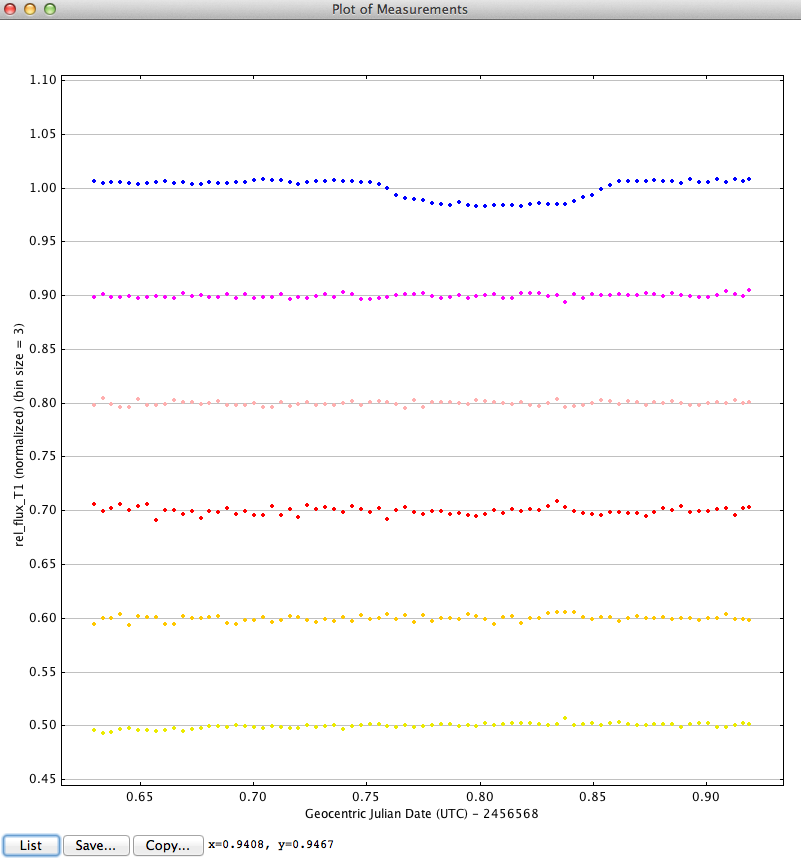 Plot of Measurements
1.10
1.05
1.00
0.95
0.90
0.85
0.80
0.75
0.70
0.65
0.60
0.55
0.50
0.45
rel_flux_T1 (normalized) (bin size = 3)
0.65 0.70 0.75 0.80 0.85 0.90
Geocentric Julian Date (UTC) - 2456568
List Save... Copy... x=0.9408, y=0.9467